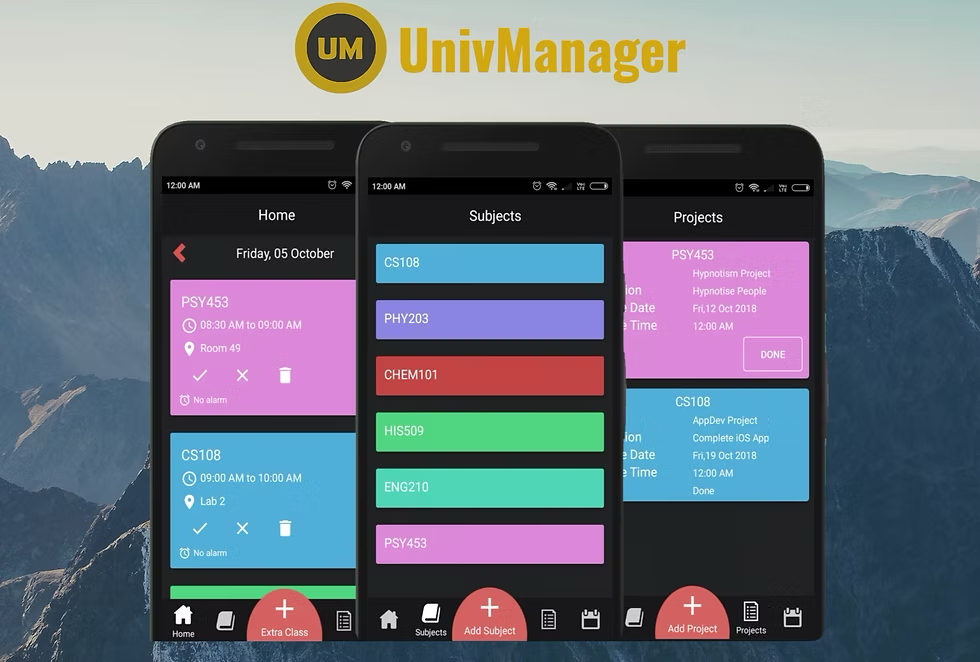 UM
UnivManager
12:00 AM
Home
Friday, 05 October
PSY453
08:30 AM to 09:00 AM
Room 49
No alarm
CS108
09:00 AM to 10:00 AM
Lab 2
No alarm
Home
Extra Class
12:00 AM
Subjects
CS108
PHY203
CHEM101
HIS509
ENG210
PSY453
Subjects
Add Subject
Projects
PSY453
Hypnotism Project
ion Hypnotise People
e Date Fri,12 Oct 2018
e Time 12:00 AM
DONE
CS108
AppDev Project
ion Complete iOS App
e Date Fri,19 Oct 2018
e Time 12:00 AM
Done
Add Project
Projects